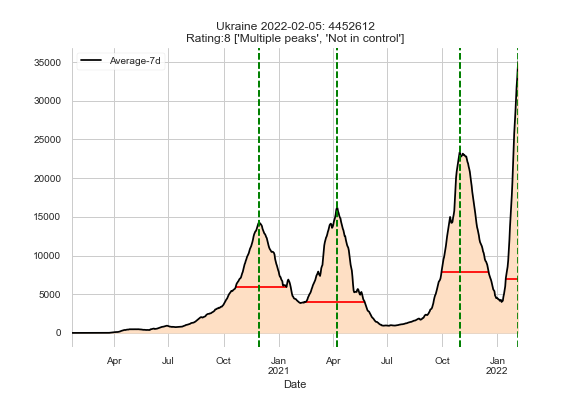 Ukraine 2022-02-05: 4452612
Rating:8 ['Multiple peaks', 'Not in control']
Average-7d
35000
30000
25000
20000
15000
10000
5000
0
Apr Jul Oct Jan Apr Jul Oct Jan
2021 2022
Date